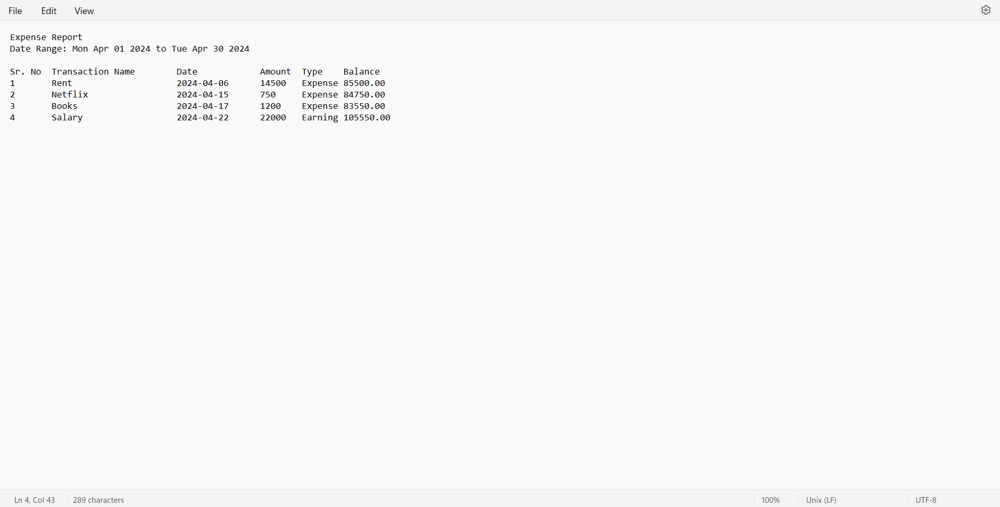 File Edit View
Expense Report
Date Range: Mon Apr 01 2024 to Tue Apr 30 2024
Sr. No Transaction Name Date Amount Type Balance
1 Rent 2024-04-06 14500 Expense 85500.00
2 Netflix 2024-04-15 750 Expense 84750.00
3 Books 2024-04-17 1200 Expense 83550.00
4 Salary 2024-04-22 22000 Earning 105550.00
Ln 4, Col 43 289 characters 100% Unix (LF) UTF-8